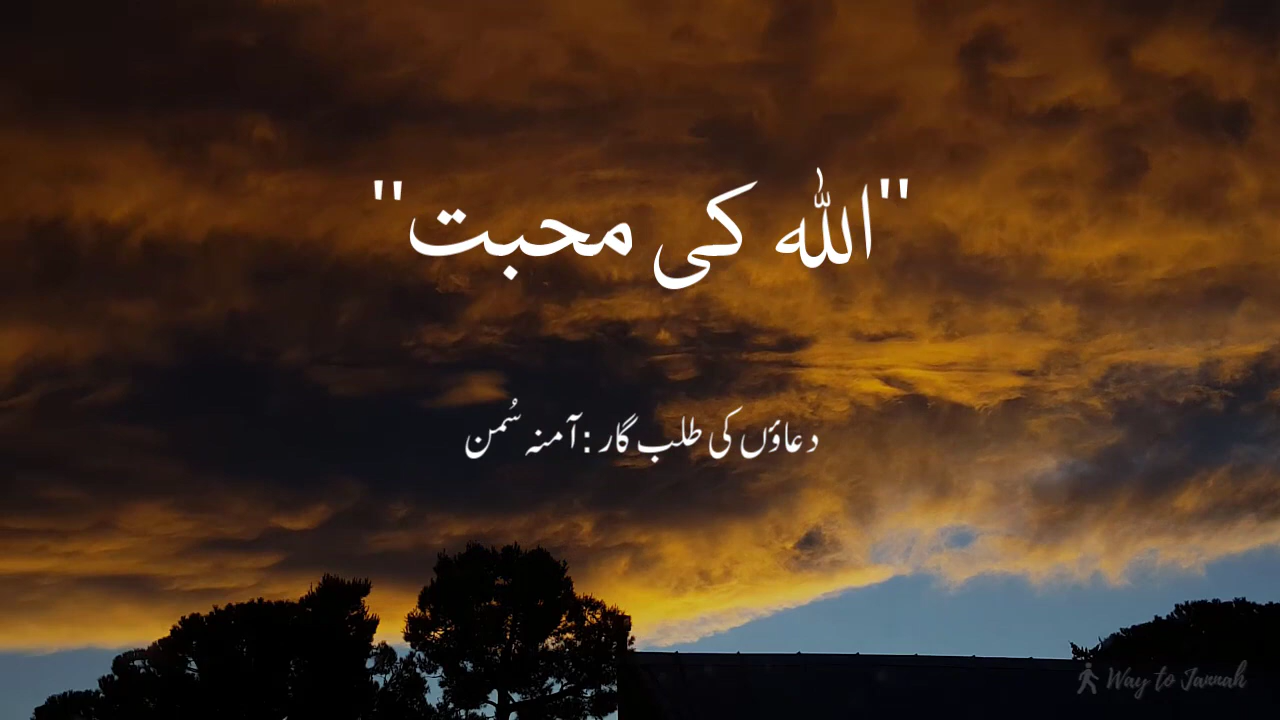 "اللہ کی محبت"
دعاؤں کی طلب گار : آمنہ سُمن
Way to Jannah